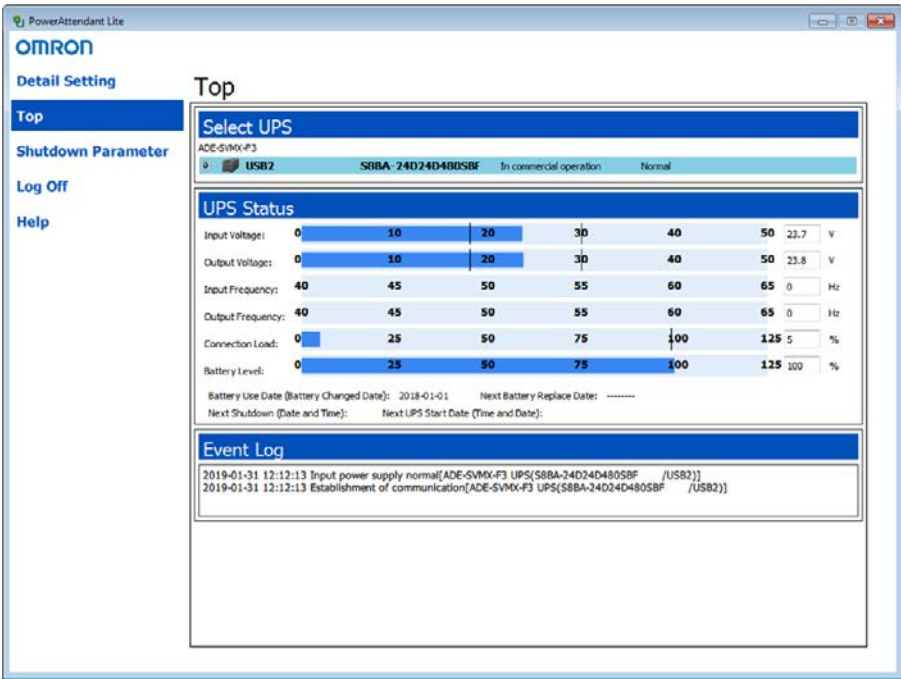 PowerAttendant Lite
OMRON
Detail Setting
Top
Shutdown Parameter
Log Off
Help
Top
Select UPS
ADE-SVMX-F3
USB2 S8BA-24D24D480SBF In commercial operation Normal
UPS Status
Input Voltage: 0 10 20 30 40 50 23.7 V
Output Voltage: 0 10 20 30 40 50 23.8 V
Input Frequency: 40 45 50 55 60 65 0 Hz
Output Frequency: 40 45 50 55 60 65 0 Hz
Connection Load: 0 25 50 75 100 125 5 %
Battery Level: 0 25 50 75 100 125 100 %
Battery Use Date (Battery Changed Date): 2018-01-01 Next Battery Replace Date: --------
Next Shutdown (Date and Time): Next UPS Start Date (Time and Date):
Event Log
2019-01-31 12:12:13 Input power supply normal[ADE-SVMX-F3 UPS(S8BA-24D24D480SBF /USB2)]
2019-01-31 12:12:13 Establishment of communication[ADE-SVMX-F3 UPS(S8BA-24D24D480SBF /USB2)]